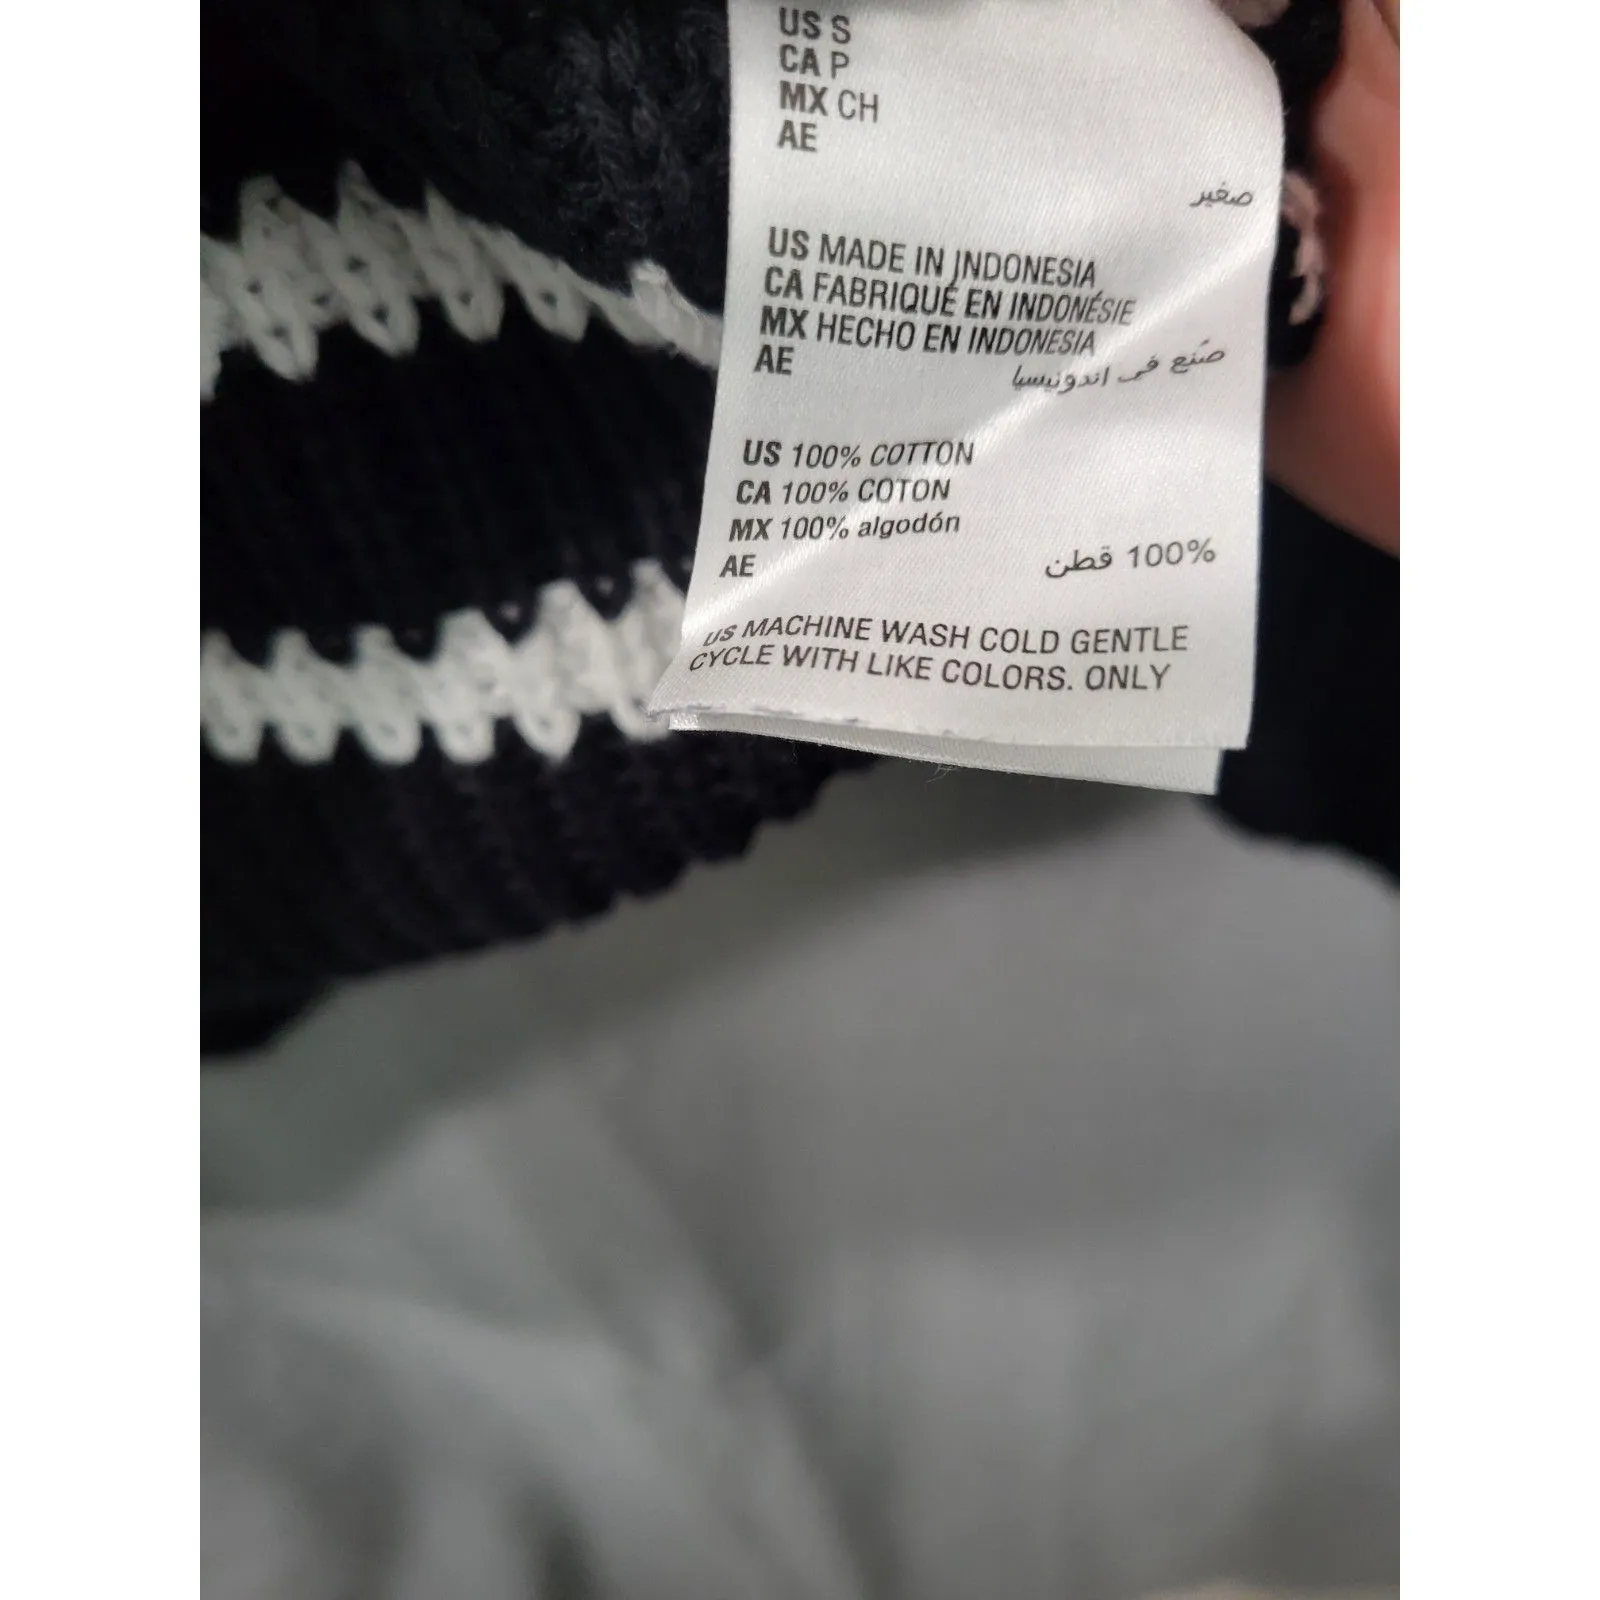 US S
CA P
MX CH
AE
صغير
US MADE IN INDONESIA
CA FABRIQUÉ EN INDONÉSIE
MX HECHO EN INDONESIA
AE
صنع في اندونيسيا
US 100% COTTON
CA 100% COTON
MX 100% algodón
AE
100% قطن
US MACHINE WASH COLD GENTLE
CYCLE WITH LIKE COLORS. ONLY